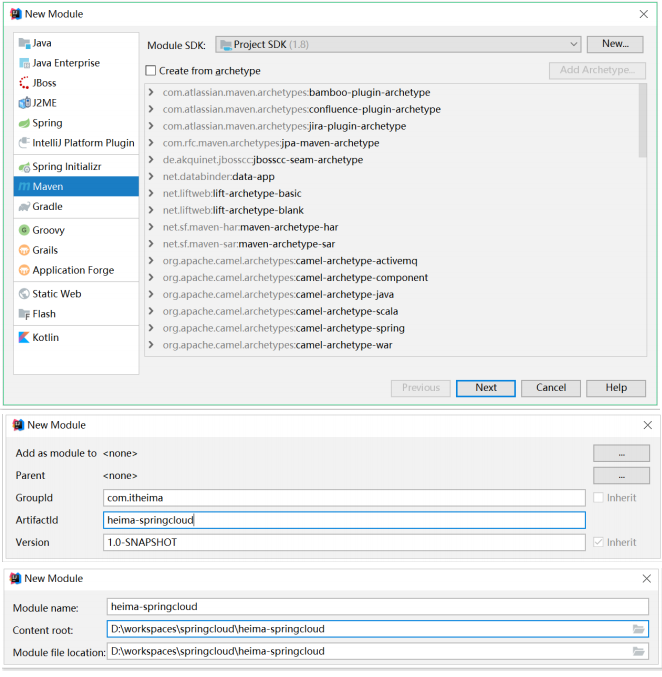 New Module
Java
Java Enterprise
JBoss
J2ME
Spring
IntelliJ Platform Plugin
Spring Initializr
Maven
Gradle
Groovy
Grails
Application Forge
Static Web
Flash
Kotlin
Module SDK: Project SDK (1.8) New...
Create from archetype Add Archetype...
com.atlassian.maven.archetypes:bamboo-plugin-archetype
com.atlassian.maven.archetypes:confluence-plugin-archetype
com.atlassian.maven.archetypes:jira-plugin-archetype
com.rfc.maven.archetypes:jpa-maven-archetype
de.akquinet.jbosscc:jbosscc-seam-archetype
net.databinder:data-app
net.liftweb:lift-archetype-basic
net.liftweb:lift-archetype-blank
net.sf.maven-har:maven-archetype-har
net.sf.maven-sar:maven-archetype-sar
org.apache.camel.archetypes:camel-archetype-activemq
org.apache.camel.archetypes:camel-archetype-component
org.apache.camel.archetypes:camel-archetype-java
org.apache.camel.archetypes:camel-archetype-scala
org.apache.camel.archetypes:camel-archetype-spring
org.apache.camel.archetypes:camel-archetype-war
Previous Next Cancel Help
New Module
Add as module to <none> ...
Parent <none> ...
GroupId com.itheima Inherit
ArtifactId heima-springcloud
Version 1.0-SNAPSHOT Inherit
New Module
Module name: heima-springcloud
Content root: D:\workspaces\springcloud\heima-springcloud
Module file location: D:\workspaces\springcloud\heima-springcloud